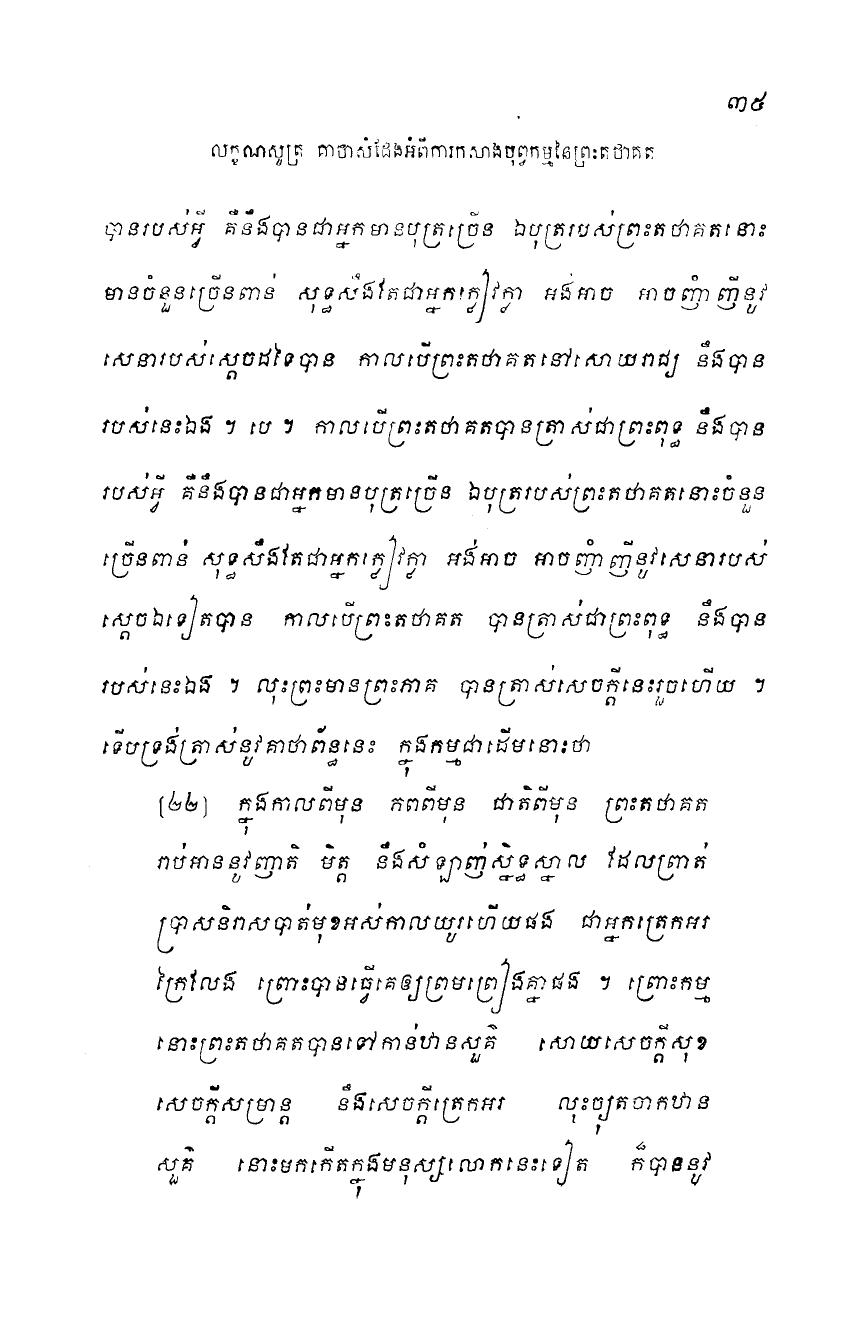 ៣៥
លក្ខណសូត្រ គាថាសំដែងអំពីការកសាងបុព្វកម្មនៃព្រះតថាគត
បានរបស់អ្វី គឺនឹងបានជាអ្នកមានបុត្រច្រើន ឯបុត្ររបស់ព្រះតថាគតនោះ
មានចំនួនច្រើនពាន់ សុទ្ធសឹងតែជាអ្នកក្លៀវក្លា អង់អាច អាចញាំញីនូវ
សេនារបស់ស្តេចដទៃបាន កាលបើព្រះតថាគតនៅសោយរាជ្យ នឹងបាន
របស់នេះឯង ។ បេ ។ កាលបើព្រះតថាគតបានត្រាស់ជាព្រះពុទ្ធ នឹងបាន
របស់អ្វី គឺនឹងបានជាអ្នកមានបុត្រច្រើន ឯបុត្ររបស់ព្រះតថាគតនោះចំនួន
ច្រើនពាន់ សុទ្ធសឹងតែជាអ្នកក្លៀវក្លា អង់អាច អាចញាំញីនូវសេនារបស់
ស្តេចឯទៀតបាន កាលបើព្រះតថាគត បានត្រាស់ជាព្រះពុទ្ធ នឹងបាន
របស់នេះឯង ។ លុះព្រះមានព្រះភាគ បានត្រាស់សេចក្តីនេះរួចហើយ ។
ទើបទ្រង់ត្រាស់នូវគាថាព័ន្ធនេះ ក្នុងកម្មជាដើមនោះថា
[២២] ក្នុងកាលពីមុន ភពពីមុន ជាតិពីមុន ព្រះតថាគត
រាប់អាននូវញាតិ មិត្ត នឹងសំឡាញ់ស្និទ្ធស្នាល ដែលព្រាត់
ប្រាសនិរាសបាត់មុខអស់កាលយូរហើយផង ជាអ្នកត្រេកអរ
ក្រៃលែង ព្រោះបានធ្វើគេឲ្យព្រមព្រៀងគ្នាផង ។ ព្រោះកម្ម
នោះព្រះតថាគតបានទៅកាន់ឋានសួគ៌ សោយសេចក្តីសុខ
សេចក្តីសម្រាន្ត នឹងសេចក្តីត្រេកអរ លុះច្យុតចាកឋាន
សួគ៌ នោះមកកើតក្នុងមនុស្សលោកនេះទៀត ក៏បាននូវ